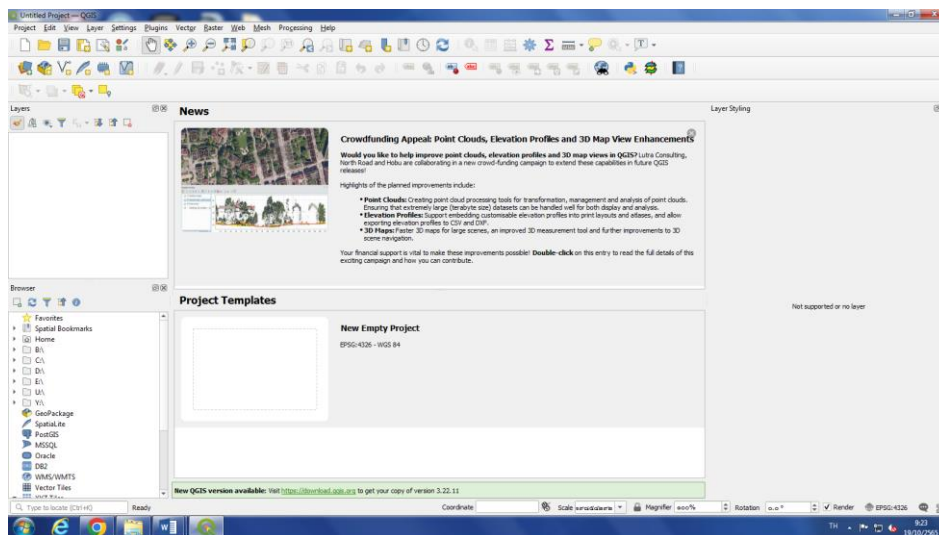 Untitled Project — QGIS
Project Edit View Layer Settings Plugins Vector Raster Web Mesh Processing Help
Layers
News
Crowdfunding Appeal: Point Clouds, Elevation Profiles and 3D Map View Enhancements
Would you like to help improve point clouds, elevation profiles and 3D map views in QGIS? Lutra Consulting,
North Road and Hobu are collaborating in a new crowd-funding campaign to extend these capabilities in future QGIS
releases!
Highlights of the planned improvements include:
• Point Clouds: Creating point cloud processing tools for transformation, management and analysis of point clouds.
Ensuring that extremely large (terabyte size) datasets can be handled well for both display and analysis.
• Elevation Profiles: Support embedding customisable elevation profiles into print layouts and atlases, and allow
exporting elevation profiles to CSV and DXF.
• 3D Maps: Faster 3D maps for large scenes, an improved 3D measurement tool and further improvements to 3D
scene navigation.
Your financial support is vital to make these improvements possible! Double-click on this entry to read the full details of this
exciting campaign and how you can contribute.
Layer Styling
Not supported or no layer
Browser
Favorites
Spatial Bookmarks
Home
B:\
C:\
D:\
E:\
U:\
Y:\
GeoPackage
SpatiaLite
PostGIS
MSSQL
Oracle
DB2
WMS/WMTS
Vector Tiles
XYZ Tiles
Project Templates
New Empty Project
EPSG:4326 - WGS 84
New QGIS version available: Visit https://download.qgis.org to get your copy of version 3.22.11
Type to locate (Ctrl+K)
Ready
Coordinate
Scale
Magnifier
Rotation
Render
EPSG:4326
TH
9:23
19/10/2565